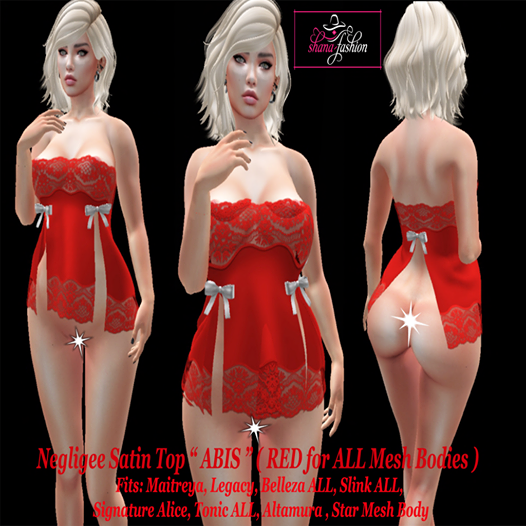 shana-fashion
Negligee Satin Top “ ABIS ” ( RED for ALL Mesh Bodies )
Fits: Maitreya, Legacy, Belleza ALL, Slink ALL,
Signature Alice, Tonic ALL, Altamura , Star Mesh Body